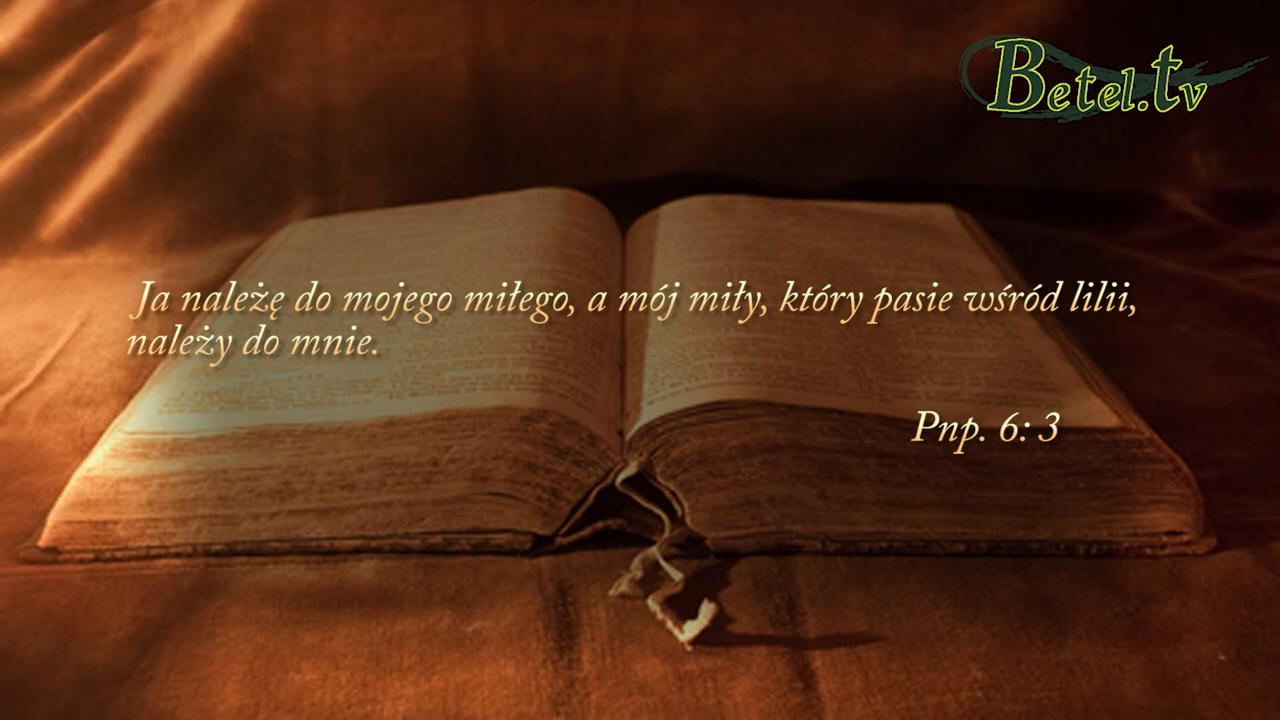 Betel.tv
Ja należę do mojego miłego, a mój miły, który pasie wśród lilii,
należy do mnie.
Pnp. 6: 3